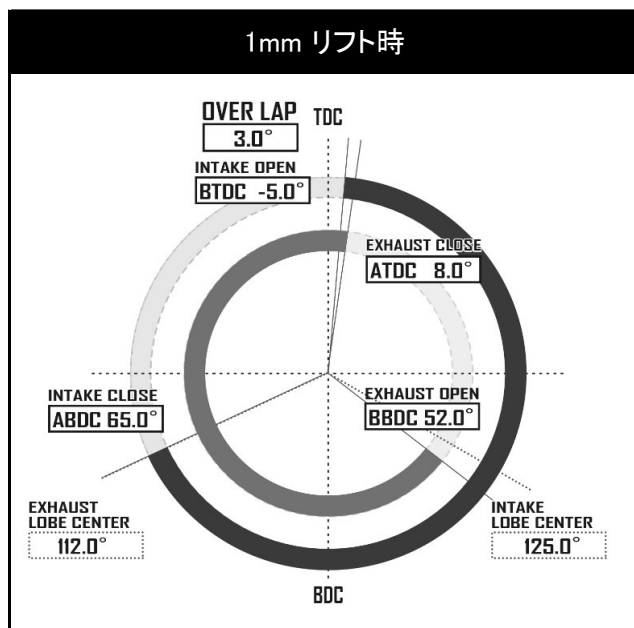 1mm リフト時
OVER LAP
3.0°
TDC
INTAKE OPEN
BTDC -5.0°
EXHAUST CLOSE
ATDC 8.0°
INTAKE CLOSE
ABDC 65.0°
EXHAUST OPEN
BBDC 52.0°
EXHAUST
LOBE CENTER
112.0°
INTAKE
LOBE CENTER
125.0°
BDC